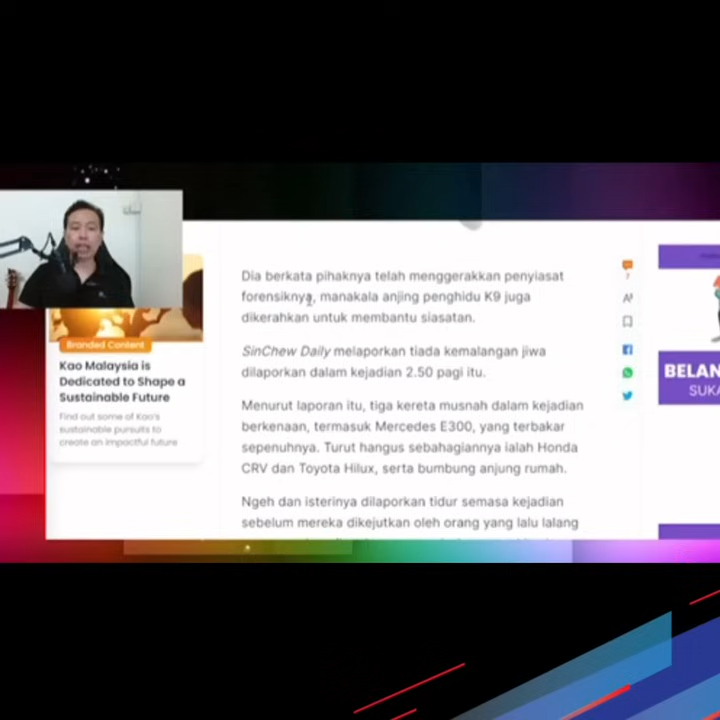 Dia berkata pihaknya telah menggerakkan penyiasat
forensiknya, manakala anjing penghidu K9 juga
dikerahkan untuk membantu siasatan.
SinChew Daily melaporkan tiada kemalangan jiwa
dilaporkan dalam kejadian 2.50 pagi itu.
Menurut laporan itu, tiga kereta musnah dalam kejadian
berkenaan, termasuk Mercedes E300, yang terbakar
sepenuhnya. Turut hangus sebahagiannya ialah Honda
CRV dan Toyota Hilux, serta bumbung anjung rumah.
Ngeh dan isterinya dilaporkan tidur semasa kejadian
sebelum mereka dikejutkan oleh orang yang lalu lalang
Branded Content
Kao Malaysia is
Dedicated to Shape a
Sustainable Future
Find out some of Kao's
sustainable pursuits to
create an impactful future
BELAN
SUKA